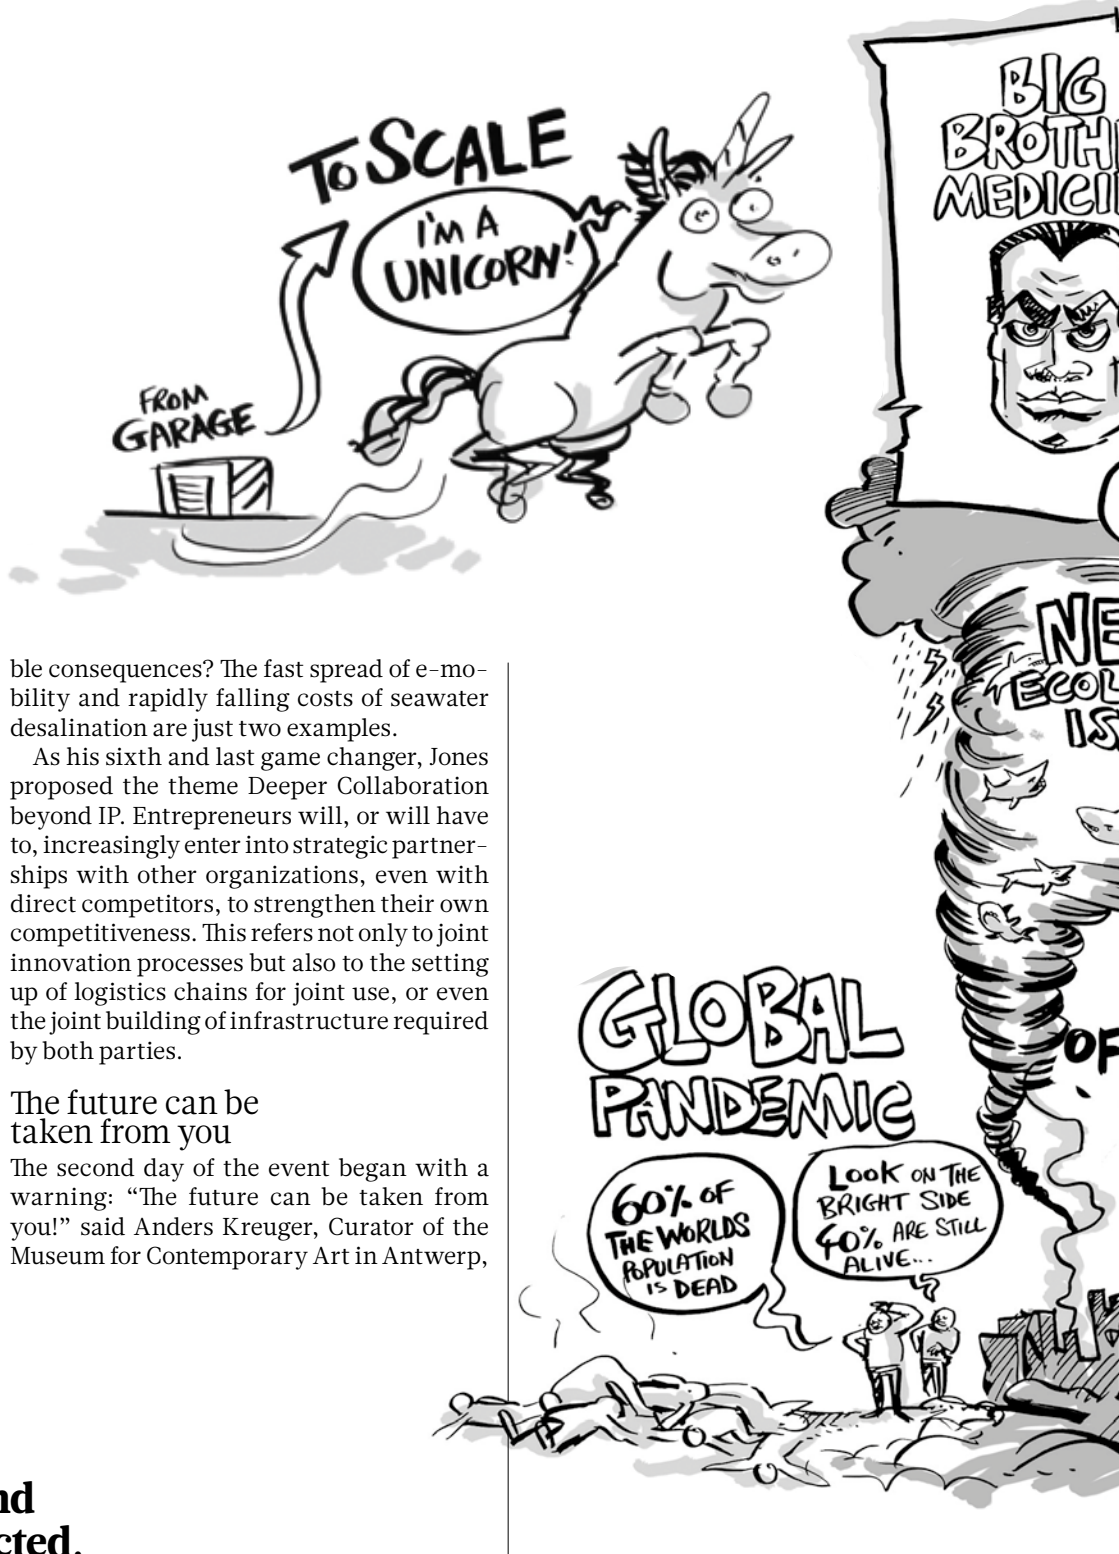 TO SCALE
I'M A
UNICORN!
FROM
GARAGE
BIG
BROTH
MEDICI
NE
ECOL
IS
OF
ble consequences? The fast spread of e-mo-
bility and rapidly falling costs of seawater
desalination are just two examples.
As his sixth and last game changer, Jones
proposed the theme Deeper Collaboration
beyond IP. Entrepreneurs will, or will have
to, increasingly enter into strategic partner-
ships with other organizations, even with
direct competitors, to strengthen their own
competitiveness. This refers not only to joint
innovation processes but also to the setting
up of logistics chains for joint use, or even
the joint building of infrastructure required
by both parties.
The future can be
taken from you
The second day of the event began with a
warning: “The future can be taken from
you!” said Anders Kreuger, Curator of the
Museum for Contemporary Art in Antwerp,
GLOBAL
PANDEMIC
60% OF
THE WORLDS
POPULATION
IS DEAD
LOOK ON THE
BRIGHT SIDE
40% ARE STILL
ALIVE...
nd
cted.